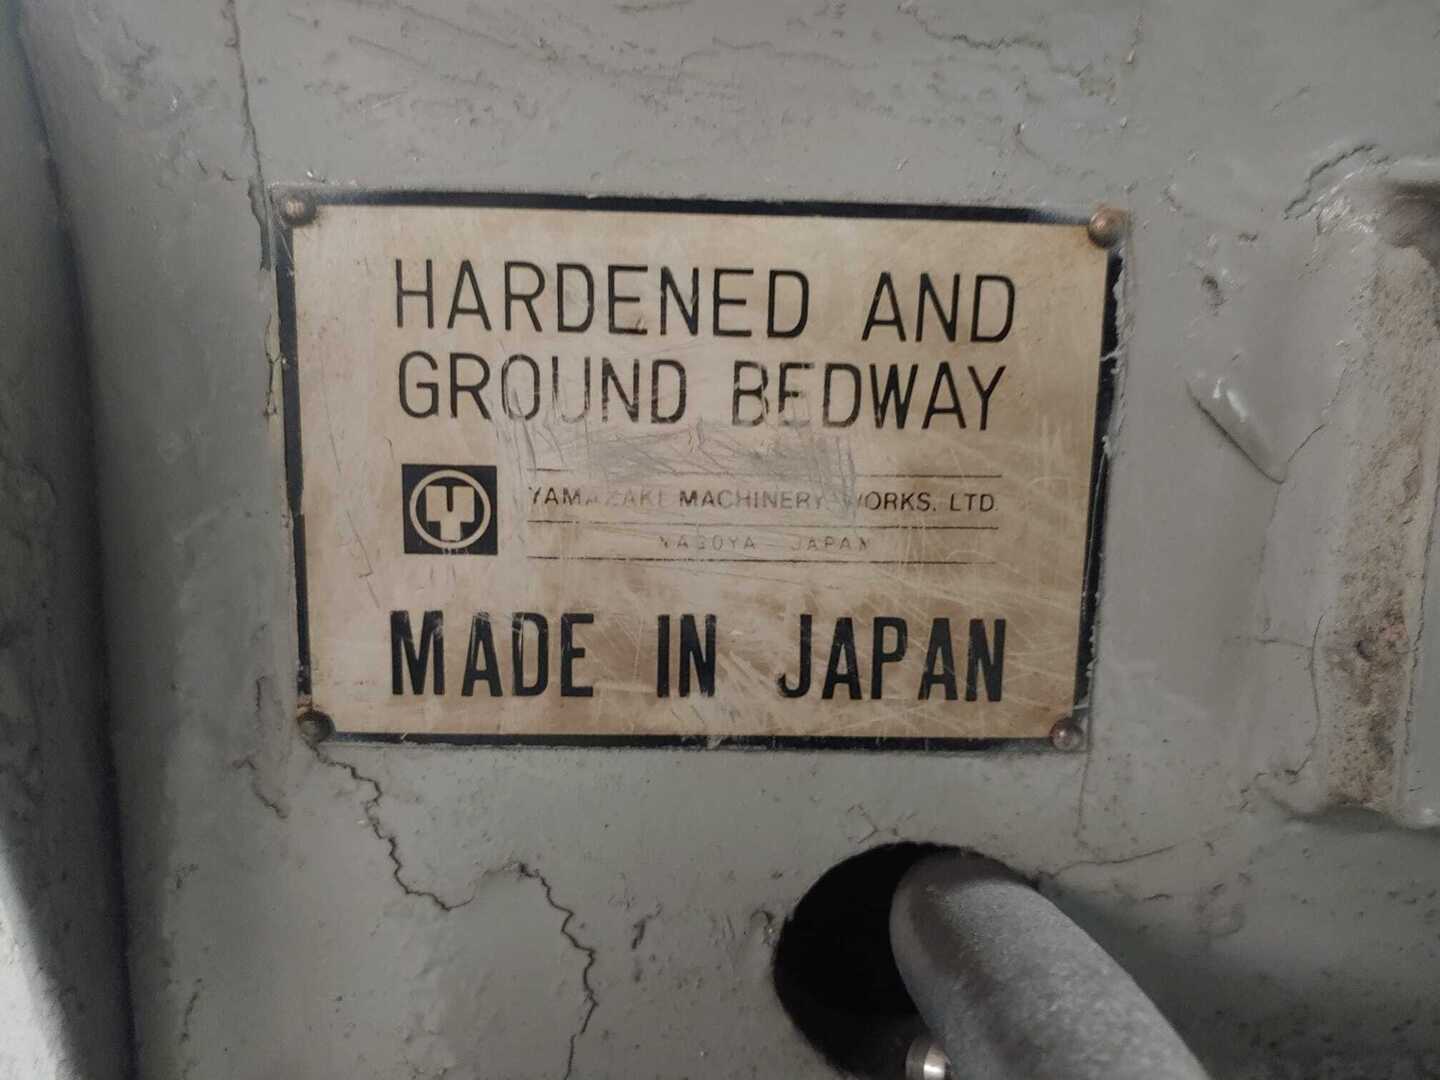 HARDENED AND
GROUND BEDWAY
YAMAZAKI MACHINERY WORKS, LTD.
NAGOYA JAPAN
MADE IN JAPAN